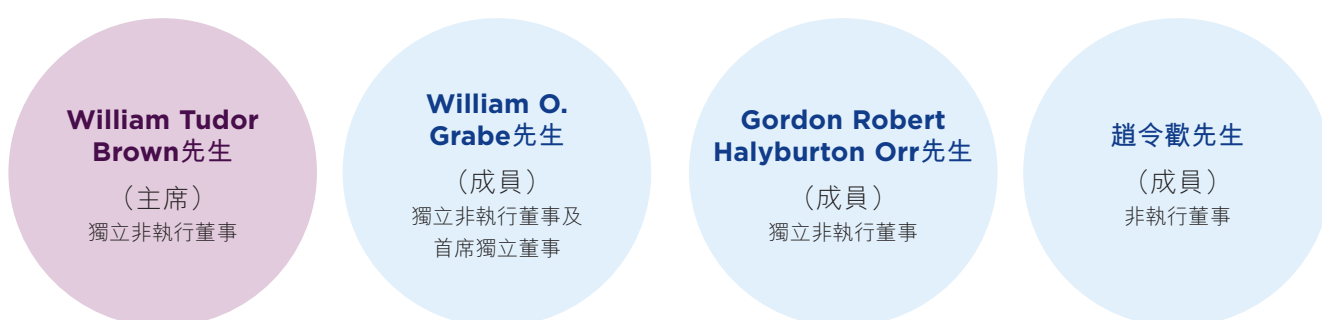 William Tudor
Brown先生
（主席）
獨立非執行董事
William O.
Grabe先生
（成員）
獨立非執行董事及
首席獨立董事
Gordon Robert
Halyburton Orr先生
（成員）
獨立非執行董事
趙令歡先生
（成員）
非執行董事